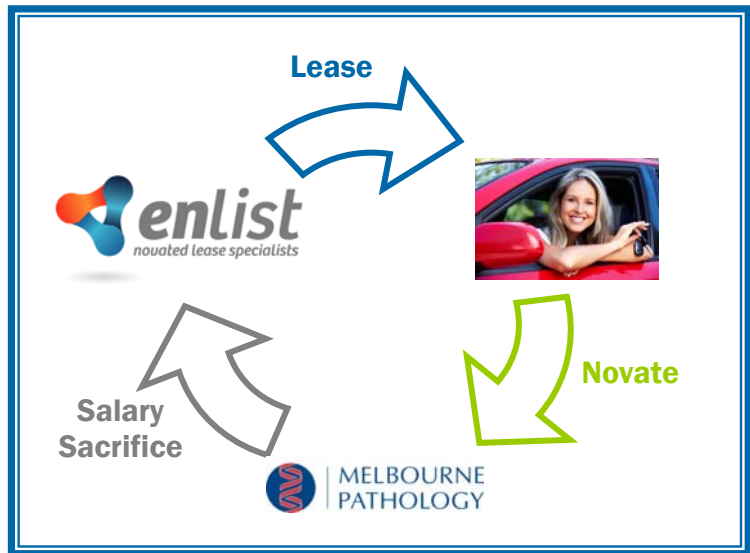 Lease
enlist
novated lease specialists
Novate
Salary
Sacrifice
MELBOURNE
PATHOLOGY